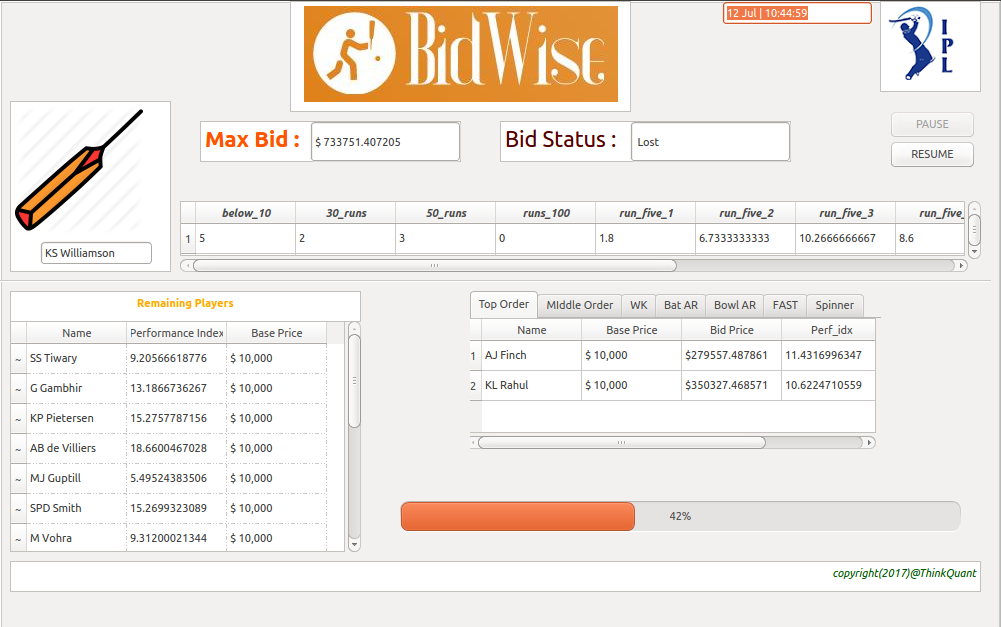 BidWise
12 Jul | 10:44:59
IPL
Max Bid :
$ 733751.407205
Bid Status :
Lost
PAUSE
RESUME
KS Williamson
below_10 30_runs 50_runs runs_100 run_five_1 run_five_2 run_five_3 run_five_
1 5 2 3 0 1.8 6.7333333333 10.2666666667 8.6
Remaining Players
Name Performance Index Base Price
~ SS Tiwary 9.20566618776 $ 10,000
~ G Gambhir 13.1866736267 $ 10,000
~ KP Pietersen 15.2757787156 $ 10,000
~ AB de Villiers 18.6600467028 $ 10,000
~ MJ Guptill 5.49524383506 $ 10,000
~ SPD Smith 15.2699323089 $ 10,000
~ M Vohra 9.31200021344 $ 10,000
Top Order MIddle Order WK Bat AR Bowl AR FAST Spinner
Name Base Price Bid Price Perf_idx
1 AJ Finch $ 10,000 $279557.487861 11.4316996347
2 KL Rahul $ 10,000 $350327.468571 10.6224710559
42%
copyright(2017)@ThinkQuant